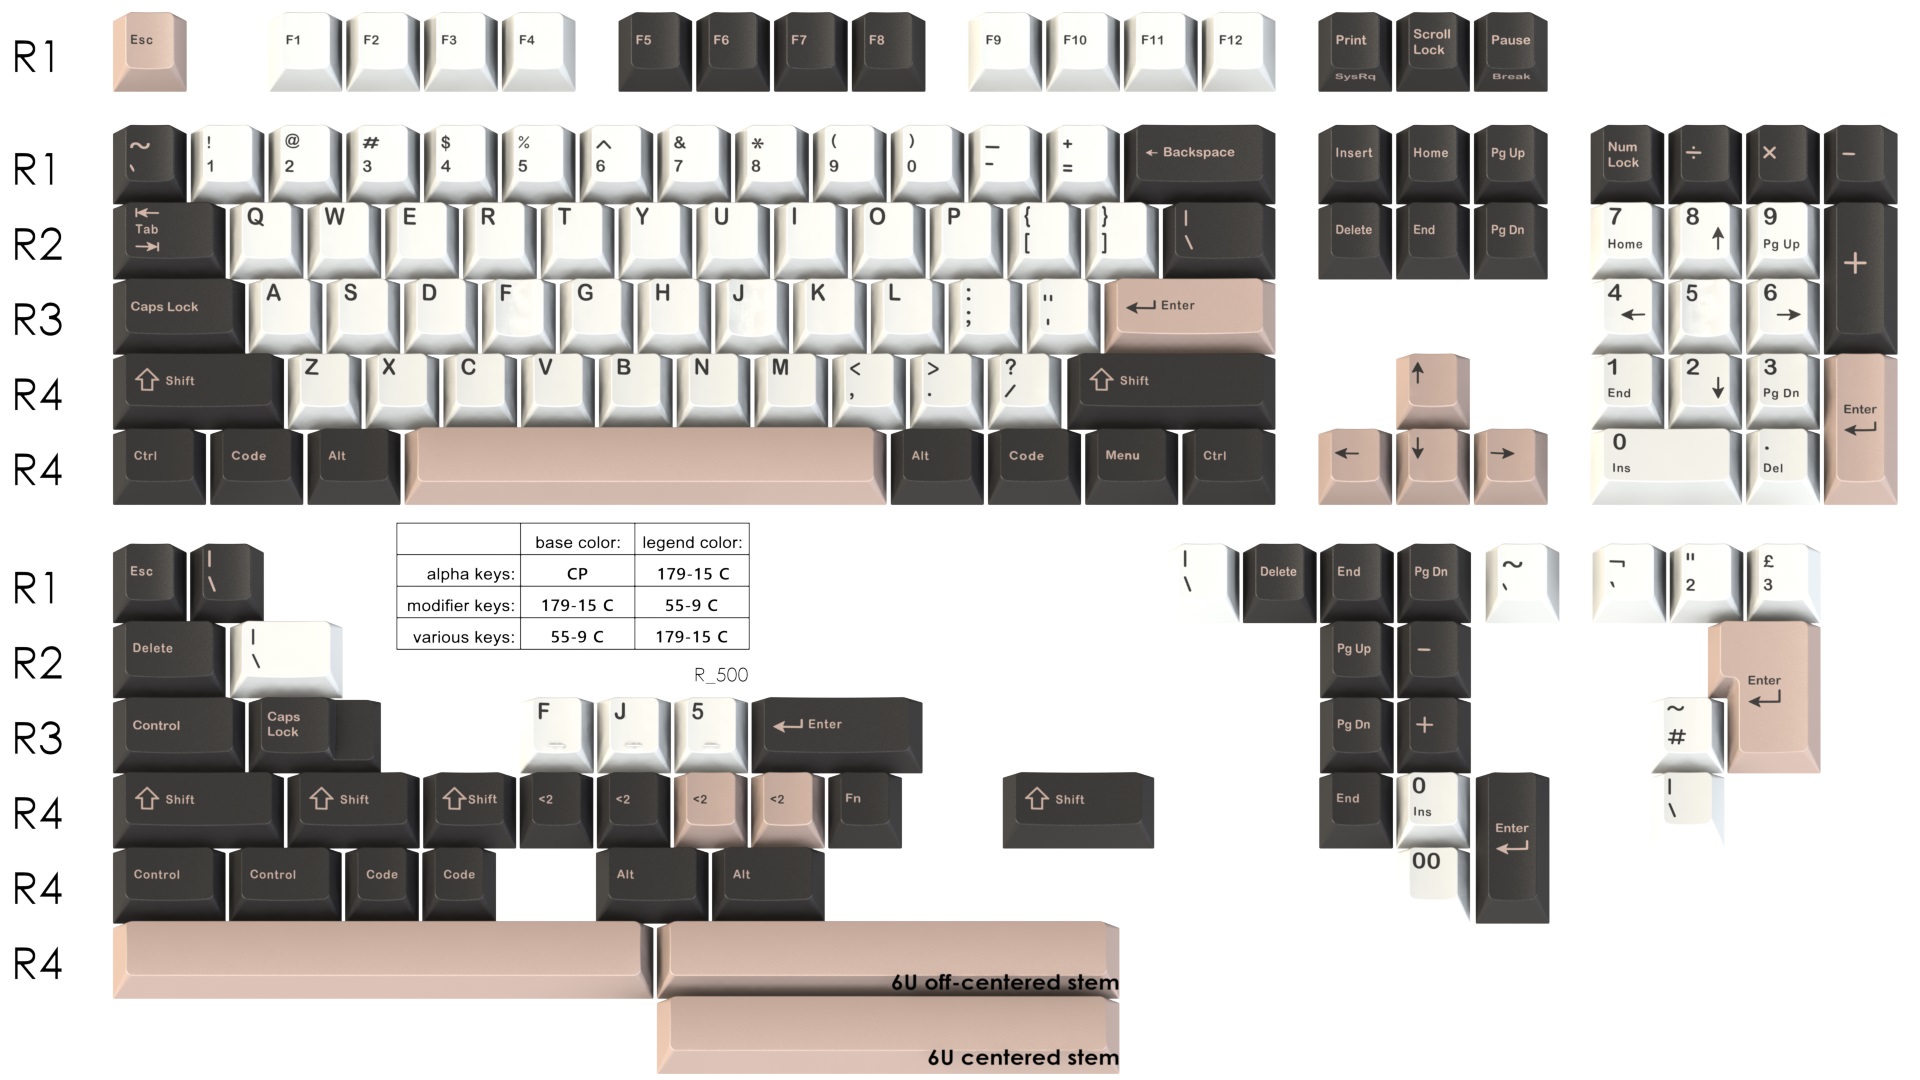 R1 Esc F1 F2 F3 F4 F5 F6 F7 F8 F9 F10 F11 F12 Print SysRq Scroll Lock Pause Break
R1 ~ ` ! 1 @ 2 # 3 $ 4 % 5 ^ 6 & 7 * 8 ( 9 ) 0 — - + = ← Backspace Insert Home Pg Up Num Lock ÷ × −
R2 Tab Q W E R T Y U I O P { [ } ] | \ Delete End Pg Dn 7 Home 8 ↑ 9 Pg Up +
R3 Caps Lock A S D F G H J K L : ; " ' Enter 4 ← 5 6 →
R4 Shift Z X C V B N M < , > . ? / Shift ↑ 1 End 2 ↓ 3 Pg Dn Enter
R4 Ctrl Code Alt Alt Code Menu Ctrl ← ↓ → 0 Ins . Del
base color: legend color:
alpha keys: CP 179-15 C
modifier keys: 179-15 C 55-9 C
various keys: 55-9 C 179-15 C
R_500
R1 Esc | \ | \ Delete End Pg Dn ~ ` ¬ ` " 2 £ 3
R2 Delete | \ Pg Up − Enter
R3 Control Caps Lock F J 5 Enter Pg Dn + ~ #
R4 Shift Shift Shift <2 <2 <2 <2 Fn Shift End 0 Ins Enter | \
R4 Control Control Code Code Alt Alt 00
R4 6U off-centered stem
6U centered stem